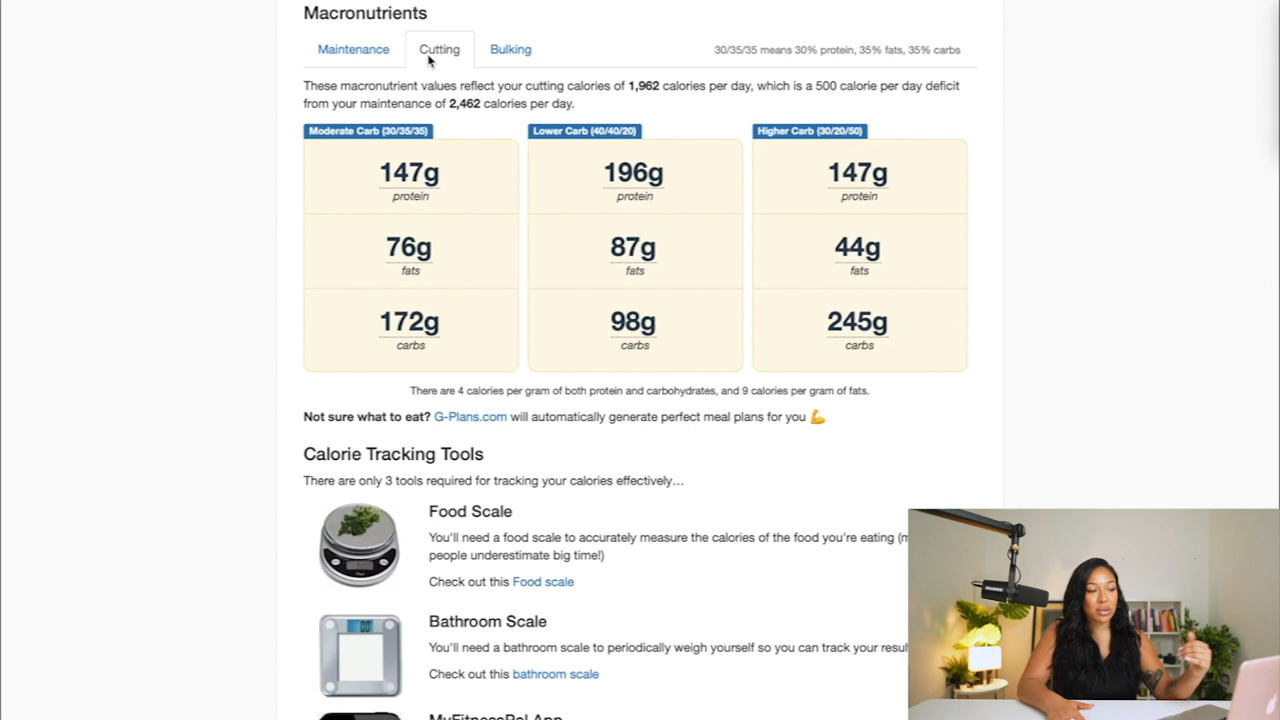 Macronutrients
Maintenance Cutting Bulking 30/35/35 means 30% protein, 35% fats, 35% carbs
These macronutrient values reflect your cutting calories of 1,962 calories per day, which is a 500 calorie per day deficit
from your maintenance of 2,462 calories per day.
Moderate Carb (30/35/35) Lower Carb (40/40/20) Higher Carb (30/20/50)
147g 196g 147g
protein protein protein
76g 87g 44g
fats fats fats
172g 98g 245g
carbs carbs carbs
There are 4 calories per gram of both protein and carbohydrates, and 9 calories per gram of fats.
Not sure what to eat? G-Plans.com will automatically generate perfect meal plans for you 💪
Calorie Tracking Tools
There are only 3 tools required for tracking your calories effectively…
Food Scale
You'll need a food scale to accurately measure the calories of the food you're eating
people underestimate big time!)
Check out this Food scale
Bathroom Scale
You'll need a bathroom scale to periodically weigh yourself so you can track your
Check out this bathroom scale
MyFitnessPal App